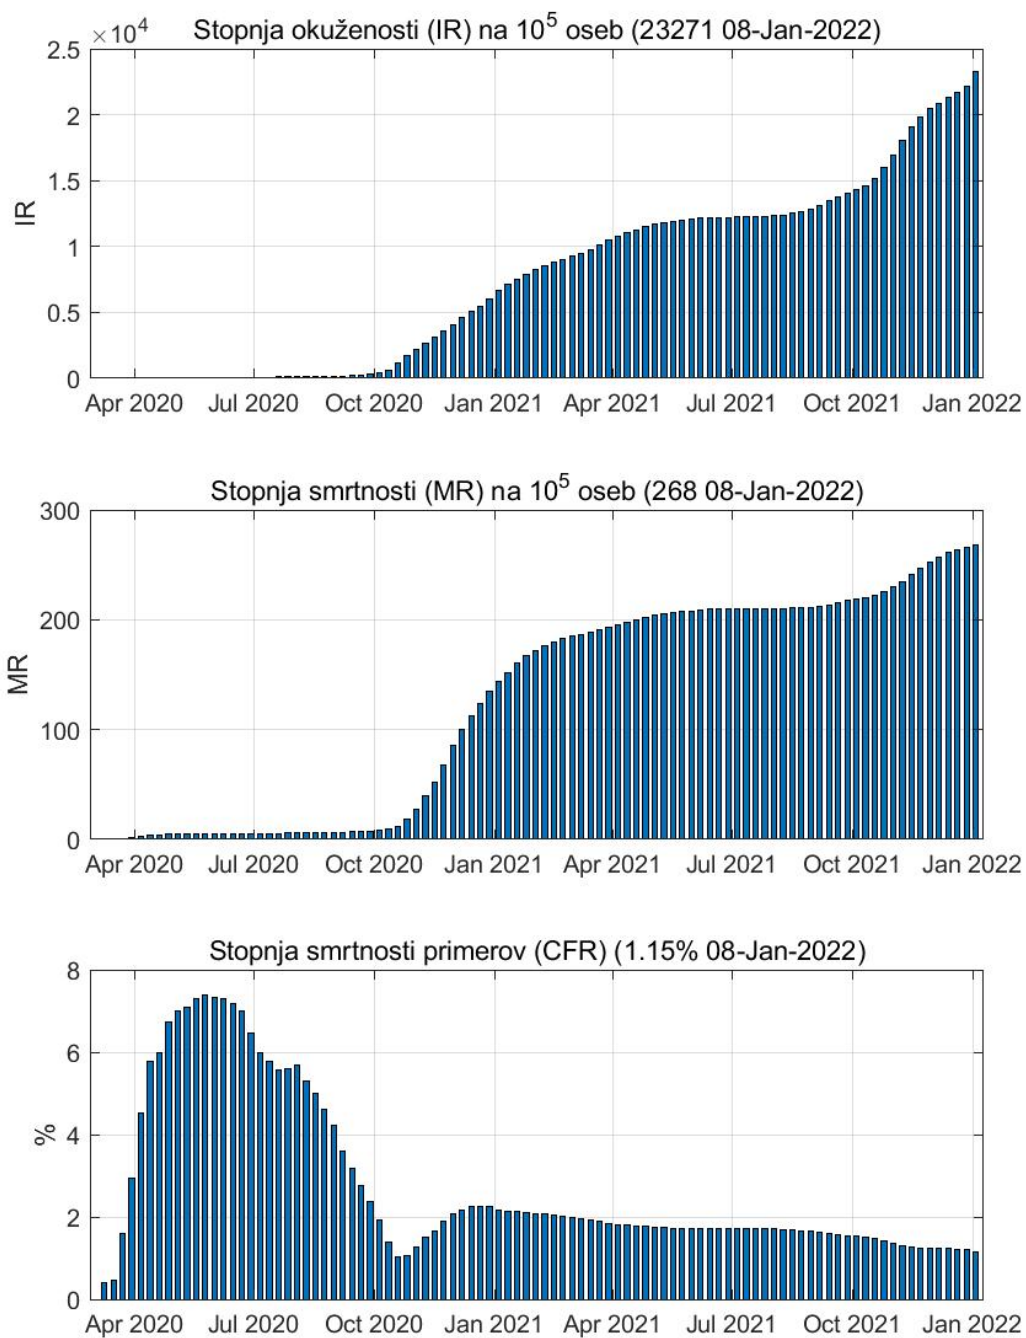 Stopnja okuženosti (IR) na 10^5 oseb (23271 08-Jan-2022)
×10^4
2.5
2
1.5
1
0.5
0
IR
Apr 2020 Jul 2020 Oct 2020 Jan 2021 Apr 2021 Jul 2021 Oct 2021 Jan 2022
Stopnja smrtnosti (MR) na 10^5 oseb (268 08-Jan-2022)
300
200
100
0
MR
Apr 2020 Jul 2020 Oct 2020 Jan 2021 Apr 2021 Jul 2021 Oct 2021 Jan 2022
Stopnja smrtnosti primerov (CFR) (1.15% 08-Jan-2022)
8
6
4
2
0
%
Apr 2020 Jul 2020 Oct 2020 Jan 2021 Apr 2021 Jul 2021 Oct 2021 Jan 2022